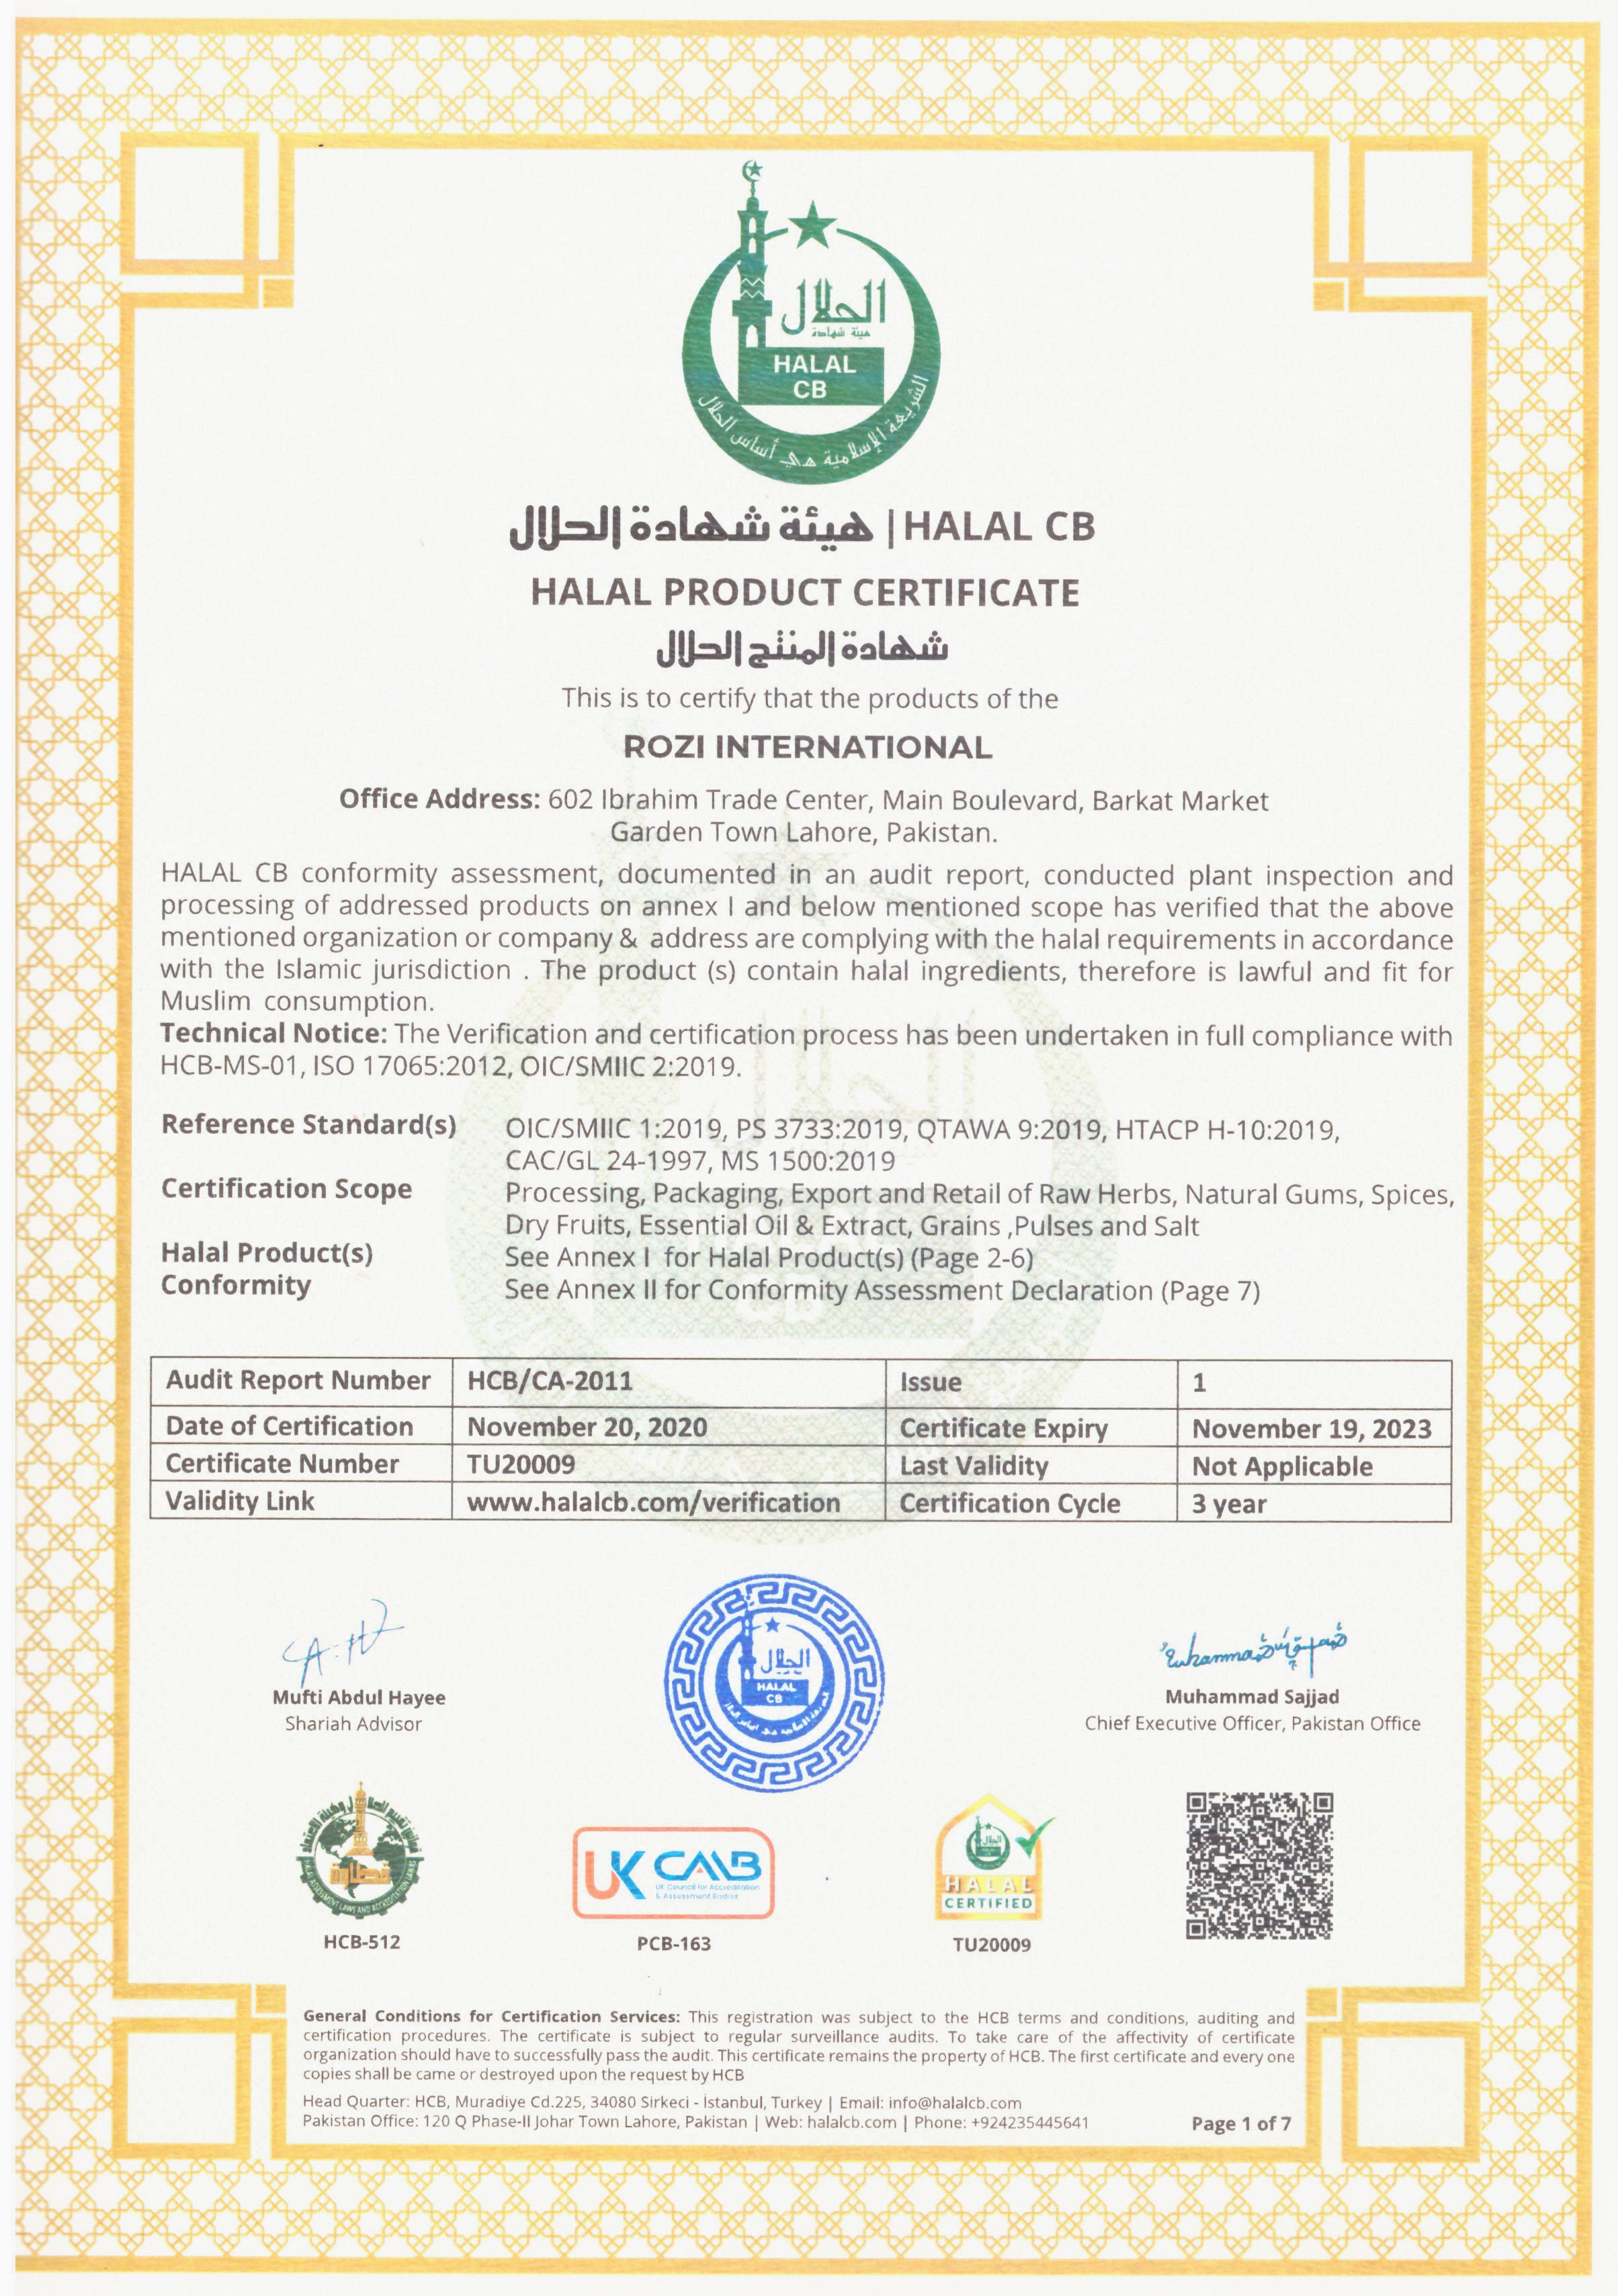 الحلال
هيئة شهادة
HALAL
CB
الشريعة الإسلامية هي أساس الحلال
هيئة شهادة الحلال | HALAL CB
HALAL PRODUCT CERTIFICATE
شهادة المنتج الحلال
This is to certify that the products of the
ROZI INTERNATIONAL
Office Address: 602 Ibrahim Trade Center, Main Boulevard, Barkat Market
Garden Town Lahore, Pakistan.
HALAL CB conformity assessment, documented in an audit report, conducted plant inspection and
processing of addressed products on annex I and below mentioned scope has verified that the above
mentioned organization or company & address are complying with the halal requirements in accordance
with the Islamic jurisdiction . The product (s) contain halal ingredients, therefore is lawful and fit for
Muslim consumption.
Technical Notice: The Verification and certification process has been undertaken in full compliance with
HCB-MS-01, ISO 17065:2012, OIC/SMIIC 2:2019.
Reference Standard(s) OIC/SMIIC 1:2019, PS 3733:2019, QTAWA 9:2019, HTACP H-10:2019,
CAC/GL 24-1997, MS 1500:2019
Certification Scope Processing, Packaging, Export and Retail of Raw Herbs, Natural Gums, Spices,
Dry Fruits, Essential Oil & Extract, Grains ,Pulses and Salt
Halal Product(s) See Annex I for Halal Product(s) (Page 2-6)
Conformity See Annex II for Conformity Assessment Declaration (Page 7)
Audit Report Number HCB/CA-2011 Issue 1
Date of Certification November 20, 2020 Certificate Expiry November 19, 2023
Certificate Number TU20009 Last Validity Not Applicable
Validity Link www.halalcb.com/verification Certification Cycle 3 year
A.H
Mufti Abdul Hayee
Shariah Advisor
الحلال
HALAL
CB
Muhammad Sajjad
Chief Executive Officer, Pakistan Office
HALAL ASSESSMENT LAWS AND ACCREDITATION
HCB-512
UK CAAB
UK Council for Accreditation
& Assessment Bodies
PCB-163
الحلال
HALAL
CERTIFIED
TU20009
General Conditions for Certification Services: This registration was subject to the HCB terms and conditions, auditing and
certification procedures. The certificate is subject to regular surveillance audits. To take care of the affectivity of certificate
organization should have to successfully pass the audit. This certificate remains the property of HCB. The first certificate and every one
copies shall be came or destroyed upon the request by HCB
Head Quarter: HCB, Muradiye Cd.225, 34080 Sirkeci - İstanbul, Turkey | Email: info@halalcb.com
Pakistan Office: 120 Q Phase-II Johar Town Lahore, Pakistan | Web: halalcb.com | Phone: +924235445641
Page 1 of 7